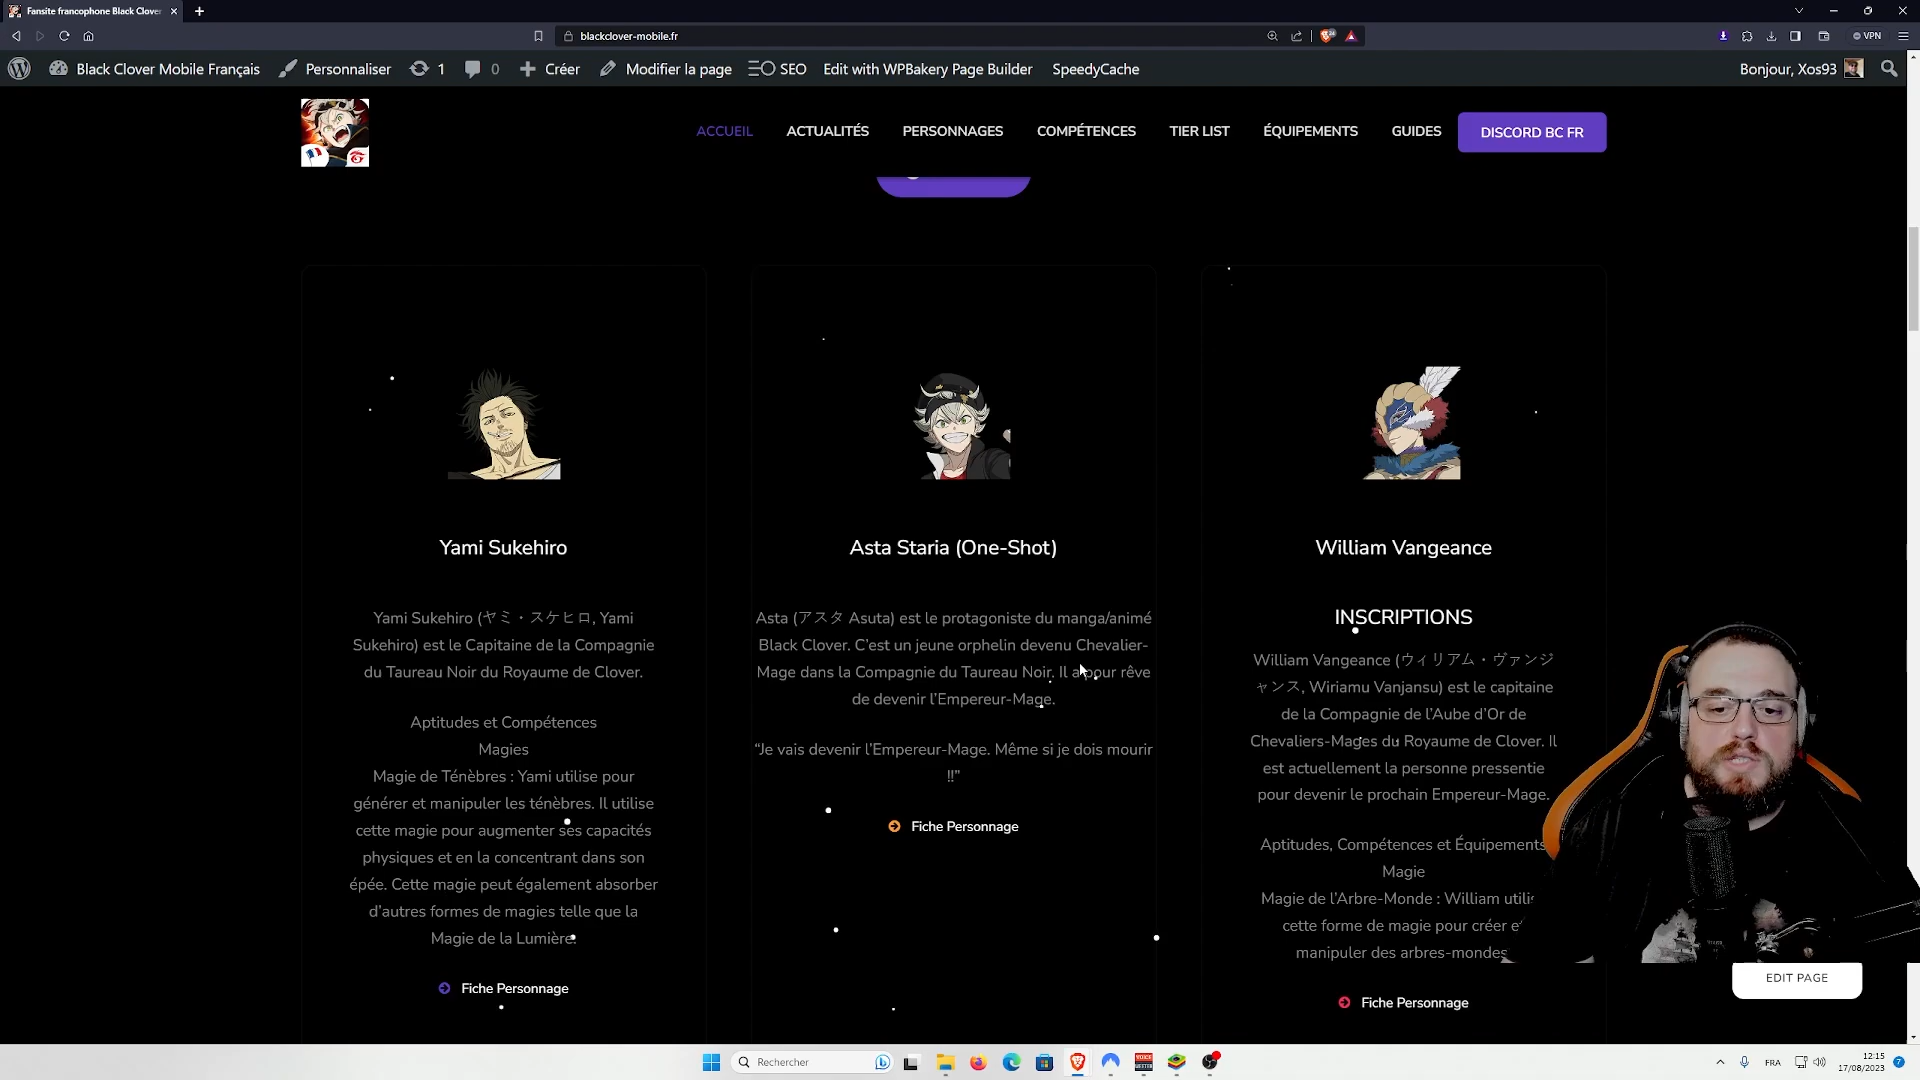 Fansite francophone Black Clover
blackclover-mobile.fr
VPN
Black Clover Mobile Français
Personnaliser
1
0
Créer
Modifier la page
SEO
Edit with WPBakery Page Builder
SpeedyCache
Bonjour, Xos93
ACCUEIL
ACTUALITÉS
PERSONNAGES
COMPÉTENCES
TIER LIST
ÉQUIPEMENTS
GUIDES
DISCORD BC FR
Yami Sukehiro
Yami Sukehiro (ヤミ・スケヒロ, Yami
Sukehiro) est le Capitaine de la Compagnie
du Taureau Noir du Royaume de Clover.
Aptitudes et Compétences
Magies
Magie de Ténèbres : Yami utilise pour
générer et manipuler les ténèbres. Il utilise
cette magie pour augmenter ses capacités
physiques et en la concentrant dans son
épée. Cette magie peut également absorber
d'autres formes de magies telle que la
Magie de la Lumière.
Fiche Personnage
Asta Staria (One-Shot)
Asta (アスタ Asuta) est le protagoniste du manga/animé
Black Clover. C'est un jeune orphelin devenu Chevalier-
Mage dans la Compagnie du Taureau Noir. Il a pour rêve
de devenir l'Empereur-Mage.
“Je vais devenir l'Empereur-Mage. Même si je dois mourir
!!”
Fiche Personnage
William Vangeance
INSCRIPTIONS
William Vangeance (ウィリアム・ヴァンジ
ャンス, Wiriamu Vanjansu) est le capitaine
de la Compagnie de l'Aube d'Or de
Chevaliers-Mages du Royaume de Clover. Il
est actuellement la personne pressentie
pour devenir le prochain Empereur-Mage.
Aptitudes, Compétences et Équipements
Magie
Magie de l'Arbre-Monde : William utilis
cette forme de magie pour créer et
manipuler des arbres-mondes
Fiche Personnage
EDIT PAGE
Rechercher
FRA
12:15
17/08/2023
7